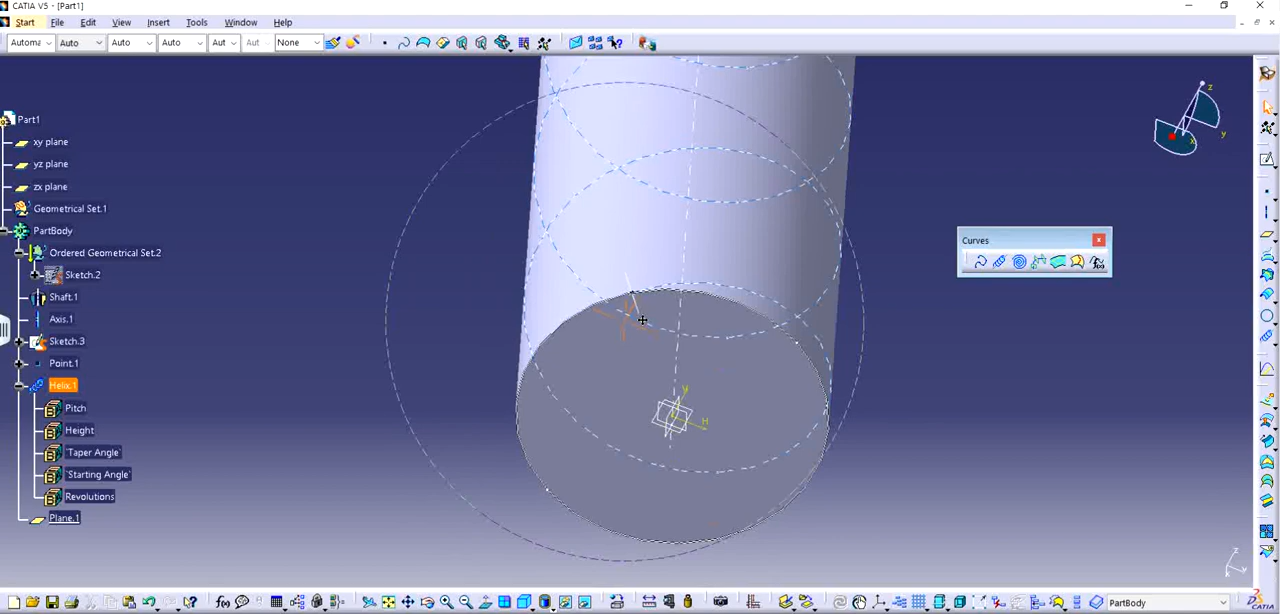 CATIA V5 - [Part1]
Start File Edit View Insert Tools Window Help
Automa Auto Auto Auto Aut Aut None
Part1
xy plane
yz plane
zx plane
Geometrical Set.1
PartBody
Ordered Geometrical Set.2
Sketch.2
Shaft.1
Axis.1
Sketch.3
Point.1
Helix.1
Pitch
Height
`Taper Angle`
`Starting Angle`
Revolutions
Plane.1
Curves
z
y
x
H
PartBody